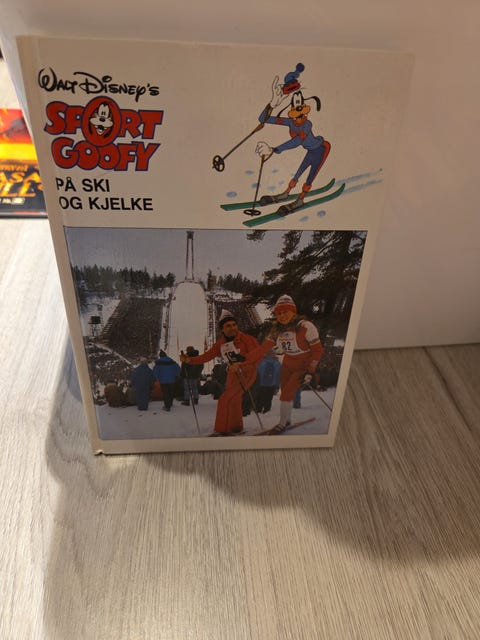 Walt Disney's
SPORT
GOOFY
PÅ SKI
OG KJELKE
82